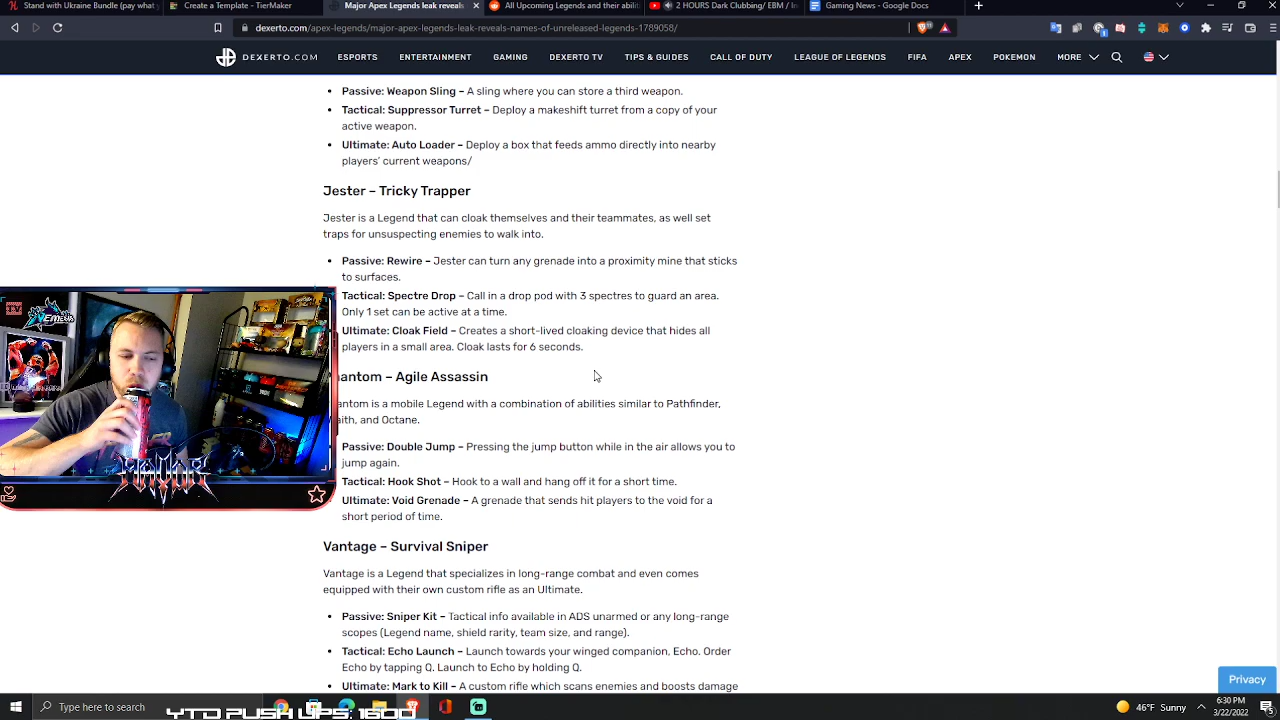 Stand with Ukraine Bundle (pay what y
Create a Template - TierMaker
Major Apex Legends leak reveals
All Upcoming Legends and their abilit
2 HOURS Dark Clubbing/ EBM / In
Gaming News - Google Docs
dexerto.com/apex-legends/major-apex-legends-leak-reveals-names-of-unreleased-legends-1789058/
DEXERTO.COM
ESPORTS
ENTERTAINMENT
GAMING
DEXERTO TV
TIPS & GUIDES
CALL OF DUTY
LEAGUE OF LEGENDS
FIFA
APEX
POKEMON
MORE
Passive: Weapon Sling – A sling where you can store a third weapon.
Tactical: Suppressor Turret – Deploy a makeshift turret from a copy of your
active weapon.
Ultimate: Auto Loader – Deploy a box that feeds ammo directly into nearby
players' current weapons/
Jester – Tricky Trapper
Jester is a Legend that can cloak themselves and their teammates, as well set
traps for unsuspecting enemies to walk into.
Passive: Rewire – Jester can turn any grenade into a proximity mine that sticks
to surfaces.
Tactical: Spectre Drop – Call in a drop pod with 3 spectres to guard an area.
Only 1 set can be active at a time.
Ultimate: Cloak Field – Creates a short-lived cloaking device that hides all
players in a small area. Cloak lasts for 6 seconds.
hantom – Agile Assassin
antom is a mobile Legend with a combination of abilities similar to Pathfinder,
aith, and Octane.
Passive: Double Jump – Pressing the jump button while in the air allows you to
jump again.
Tactical: Hook Shot – Hook to a wall and hang off it for a short time.
Ultimate: Void Grenade – A grenade that sends hit players to the void for a
short period of time.
Vantage – Survival Sniper
Vantage is a Legend that specializes in long-range combat and even comes
equipped with their own custom rifle as an Ultimate.
Passive: Sniper Kit – Tactical info available in ADS unarmed or any long-range
scopes (Legend name, shield rarity, team size, and range).
Tactical: Echo Launch – Launch towards your winged companion, Echo. Order
Echo by tapping Q. Launch to Echo by holding Q.
Ultimate: Mark to Kill – A custom rifle which scans enemies and boosts damage
Privacy
Type here to search
YTD PUSH UPS: 1600
46°F Sunny
6:30 PM
3/22/2022